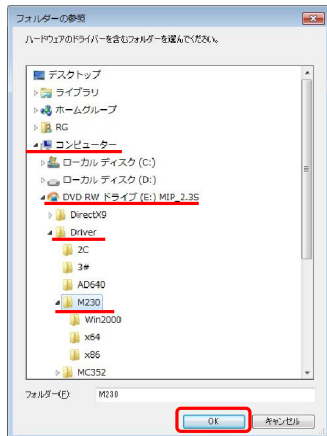 フォルダーの参照
ハードウェアのドライバーを含むフォルダーを選んでください。
デスクトップ
ライブラリ
ホームグループ
RG
コンピューター
ローカル ディスク (C:)
ローカル ディスク (D:)
DVD RW ドライブ (E:) MIP_2.3S
DirectX9
Driver
2C
3#
AD640
M230
Win2000
x64
x86
MC352
フォルダー(F): M230
OK キャンセル